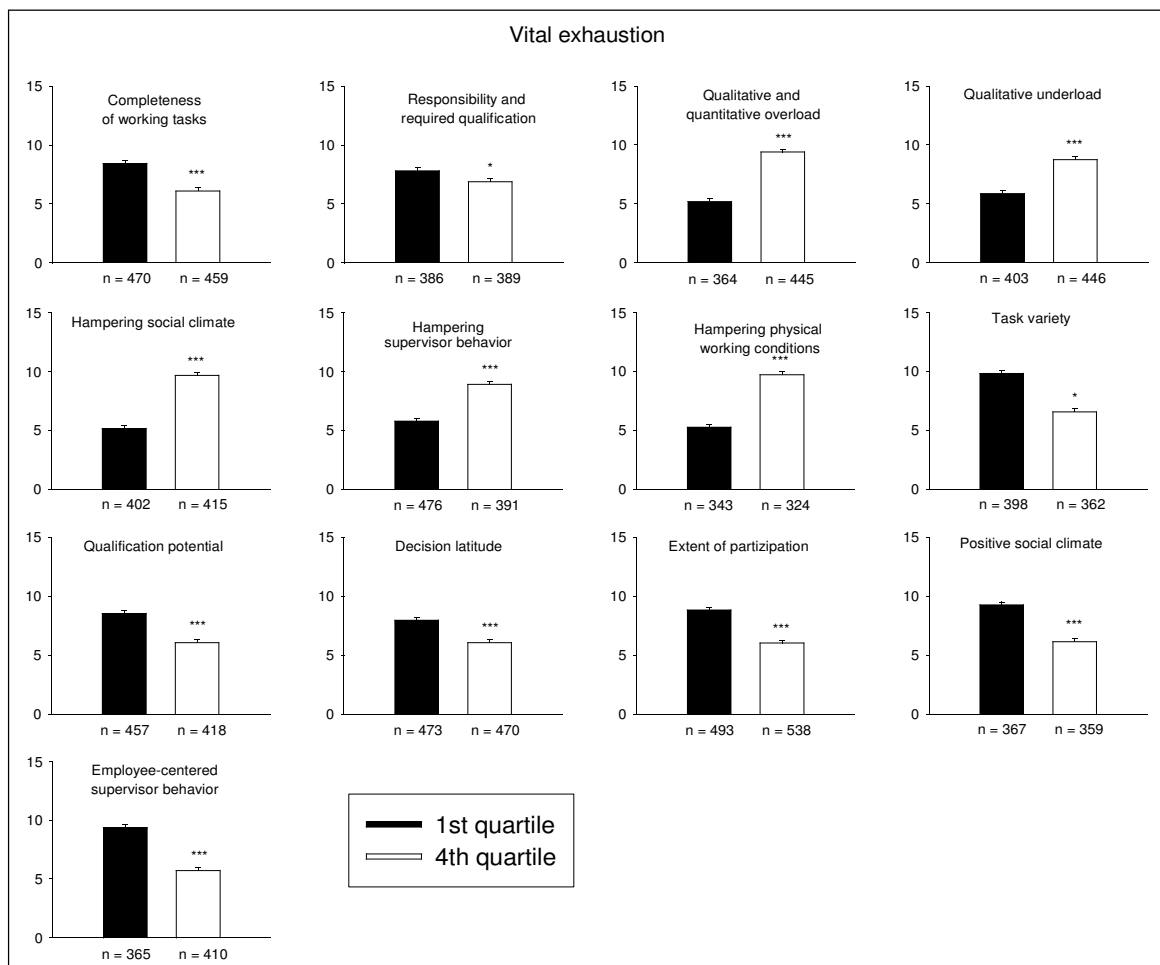 Vital exhaustion
Completeness
of working tasks
15
10
5
0
***
n = 470 n = 459
Responsibility and
required qualification
15
10
5
0
*
n = 386 n = 389
Qualitative and
quantitative overload
15
10
5
0
***
n = 364 n = 445
Qualitative underload
15
10
5
0
***
n = 403 n = 446
Hampering social climate
15
10
5
0
***
n = 402 n = 415
Hampering
supervisor behavior
15
10
5
0
***
n = 476 n = 391
Hampering physical
working conditions
15
10
5
0
***
n = 343 n = 324
Task variety
15
10
5
0
*
n = 398 n = 362
Qualification potential
15
10
5
0
***
n = 457 n = 418
Decision latitude
15
10
5
0
***
n = 473 n = 470
Extent of partizipation
15
10
5
0
***
n = 493 n = 538
Positive social climate
15
10
5
0
***
n = 367 n = 359
Employee-centered
supervisor behavior
15
10
5
0
***
n = 365 n = 410
1st quartile
4th quartile